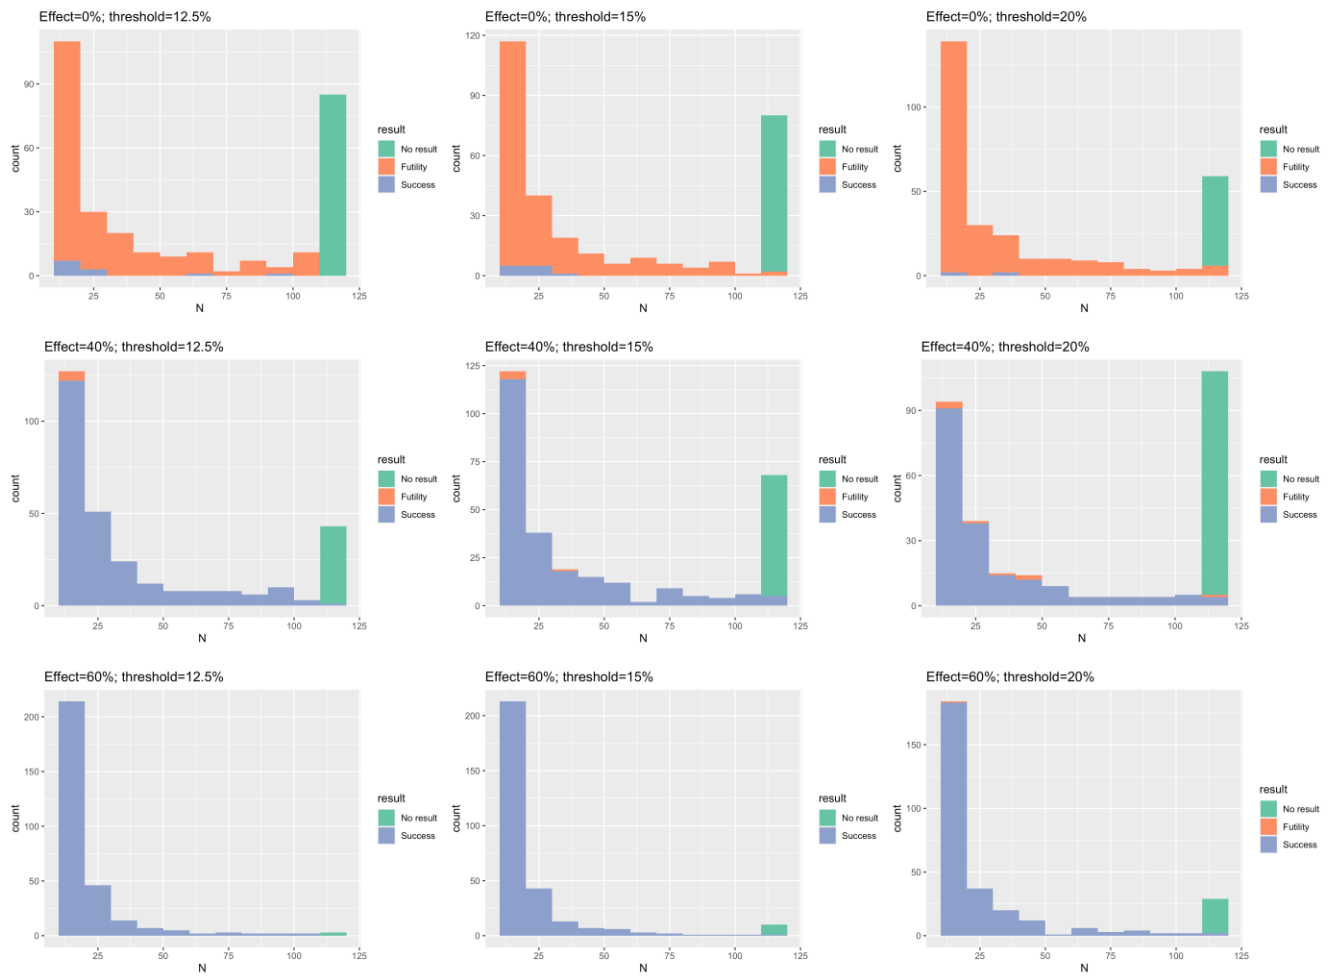 Effect=0%; threshold=12.5%
count
90
60
30
0
25
50
75
100
125
N
result
No result
Futility
Success
Effect=0%; threshold=15%
count
120
90
60
30
0
25
50
75
100
125
N
result
No result
Futility
Success
Effect=0%; threshold=20%
count
100
50
0
25
50
75
100
125
N
result
No result
Futility
Success
Effect=40%; threshold=12.5%
count
100
50
0
25
50
75
100
N
result
No result
Futility
Success
Effect=40%; threshold=15%
count
125
100
75
50
25
0
25
50
75
100
125
N
result
No result
Futility
Success
Effect=40%; threshold=20%
count
90
60
30
0
25
50
75
100
125
N
result
No result
Futility
Success
Effect=60%; threshold=12.5%
count
200
150
100
50
0
25
50
75
100
N
result
No result
Success
Effect=60%; threshold=15%
count
200
150
100
50
0
25
50
75
100
125
N
result
No result
Success
Effect=60%; threshold=20%
count
150
100
50
0
25
50
75
100
125
N
result
No result
Futility
Success